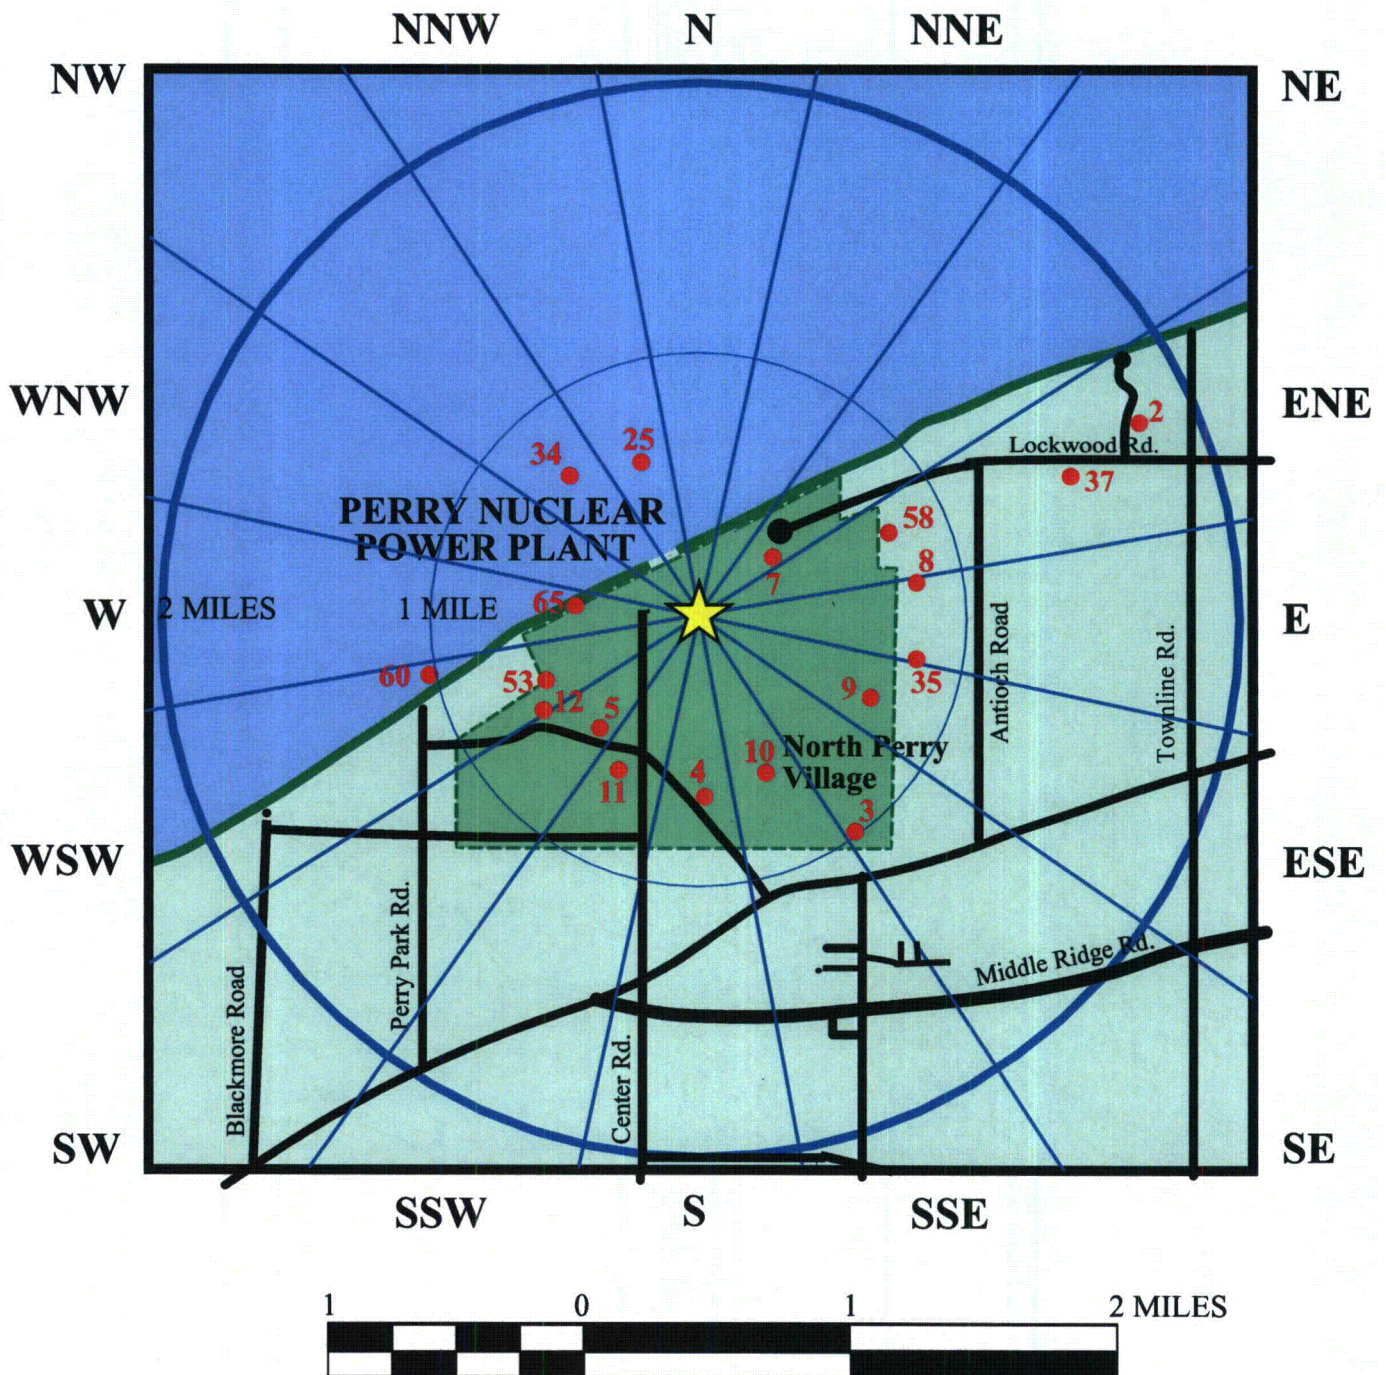 NNW N NNE
NW NE
WNW ENE
2
Lockwood Rd.
25
34 37
PERRY NUCLEAR
POWER PLANT
58
8
7
65
W 2 MILES 1 MILE E
Antioch Road
Townline Rd.
60 53 35
12 9
5
10 North Perry
Village
4
11
3
WSW ESE
Perry Park Rd.
Middle Ridge Rd.
Blackmore Road
Center Rd.
SW SE
SSW S SSE
1 0 1 2 MILES